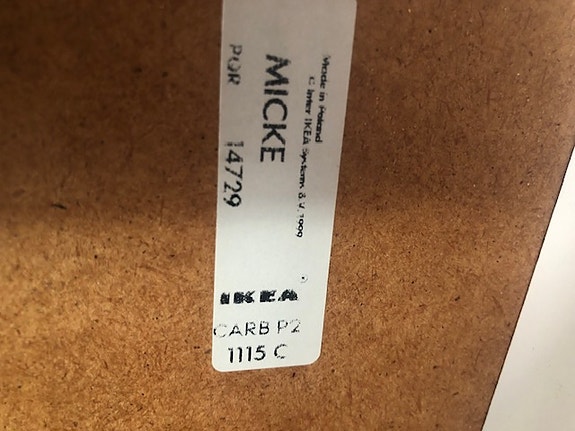 Made in Poland
© Inter IKEA Systems B.V. 1999
MICKE
PQR 14729
IKEA
CARB P2
1115 C